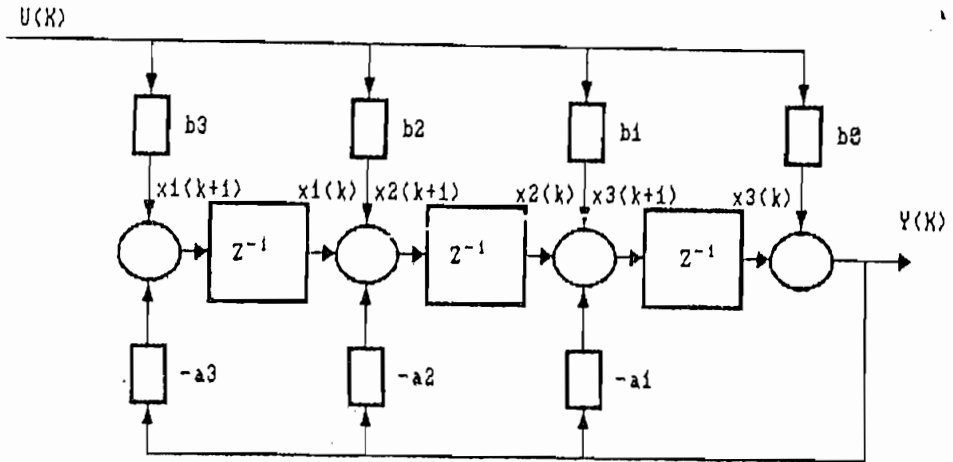 U(K)
b3 b2 b1 b0
x1(k+1) x1(k) x2(k+1) x2(k) x3(k+1) x3(k)
Y(K)
Z⁻¹ Z⁻¹ Z⁻¹
-a3 -a2 -a1